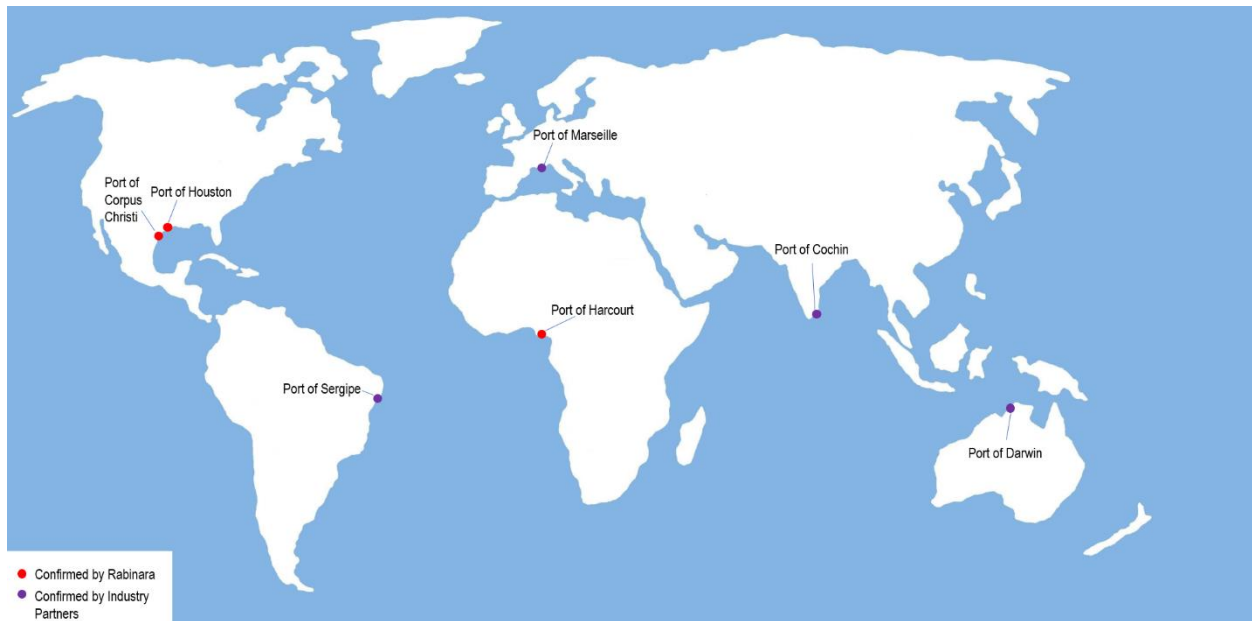 Port of Marseille
Port of
Corpus
Christi
Port of Houston
Port of Cochin
Port of Harcourt
Port of Sergipe
Port of Darwin
Confirmed by Rabinara
Confirmed by Industry
Partners